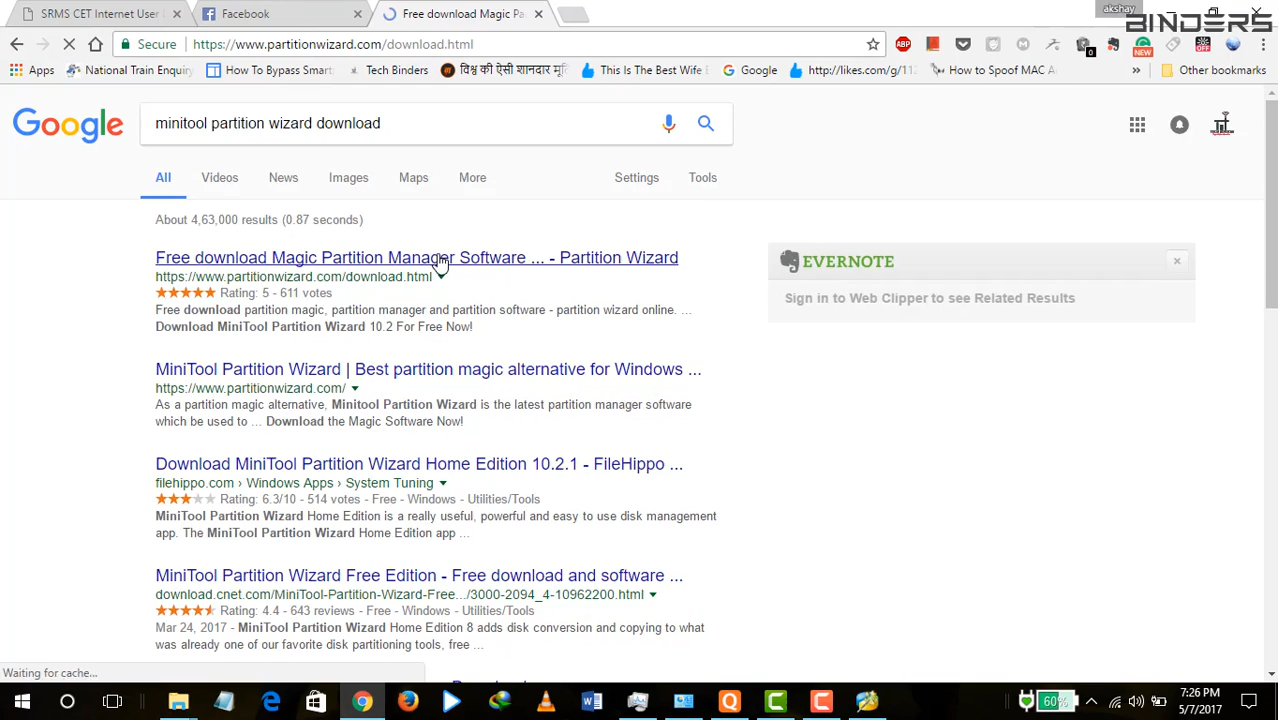 SRMS CET Internet User
Facebook
Free download Magic Pa
akshay
BINDERS
Secure
https://www.partitionwizard.com/download.html
ABP
NEW
OFF
0
Apps
National Train Enquiry
How To Bypass Smart
Tech Binders
विश्व की ऐसी शानदार मूर्ति
This Is The Best Wife E
Google
http://likes.com/g/112
How to Spoof MAC A
Other bookmarks
Google
minitool partition wizard download
All
Videos
News
Images
Maps
More
Settings
Tools
About 4,63,000 results (0.87 seconds)
Free download Magic Partition Manager Software ... - Partition Wizard
https://www.partitionwizard.com/download.html
Rating: 5 - 611 votes
Free download partition magic, partition manager and partition software - partition wizard online. ...
Download MiniTool Partition Wizard 10.2 For Free Now!
EVERNOTE
Sign in to Web Clipper to see Related Results
MiniTool Partition Wizard | Best partition magic alternative for Windows ...
https://www.partitionwizard.com/
As a partition magic alternative, Minitool Partition Wizard is the latest partition manager software
which be used to ... Download the Magic Software Now!
Download MiniTool Partition Wizard Home Edition 10.2.1 - FileHippo ...
filehippo.com › Windows Apps › System Tuning
Rating: 6.3/10 - 514 votes - Free - Windows - Utilities/Tools
MiniTool Partition Wizard Home Edition is a really useful, powerful and easy to use disk management
app. The MiniTool Partition Wizard Home Edition app ...
MiniTool Partition Wizard Free Edition - Free download and software ...
download.cnet.com/MiniTool-Partition-Wizard-Free.../3000-2094_4-10962200.html
Rating: 4.4 - 643 reviews - Free - Windows - Utilities/Tools
Mar 24, 2017 - MiniTool Partition Wizard Home Edition 8 adds disk conversion and copying to what
was already one of our favorite disk partitioning tools, free ...
Waiting for cache...
60%
7:26 PM
5/7/2017